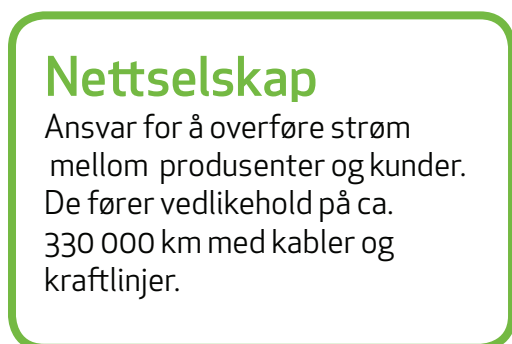 Nettselskap
Ansvar for å overføre strøm
mellom produsenter og kunder.
De fører vedlikehold på ca.
330 000 km med kabler og
kraftlinjer.